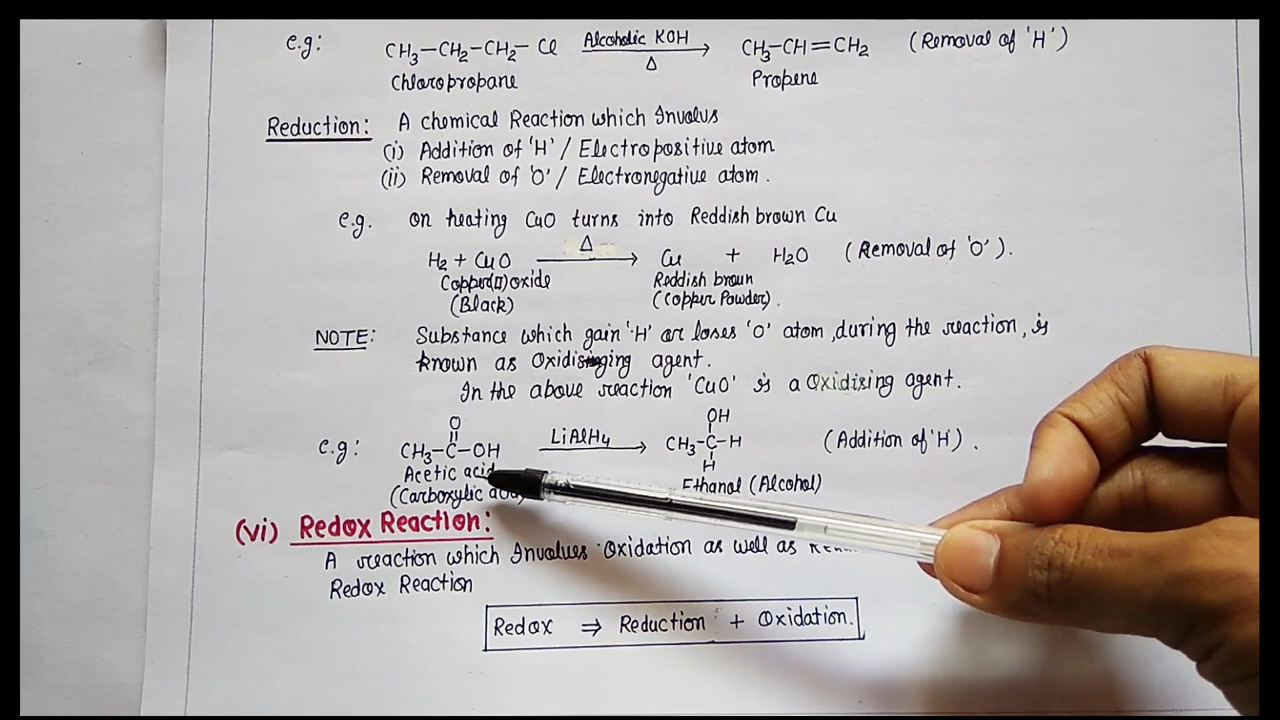 e.g: CH3-CH2-CH2-Cl Alcoholic KOH Δ CH3-CH=CH2 (Removal of 'H')
Chloropropane Propene
Reduction: A chemical Reaction which Involves
(i) Addition of 'H' / Electropositive atom
(ii) Removal of 'O' / Electronegative atom.
e.g. on heating CuO turns into Reddish brown Cu
H2 + CuO Δ → Cu + H2O (Removal of 'O').
Copper(II) oxide Reddish brown
(Black) (Copper Powder).
NOTE: Substance which gain 'H' or loses 'O' atom, during the reaction, is
known as Oxidising agent.
In the above reaction 'CuO' is a Oxidizing agent.
O OH
e.g: CH3-C-OH LiAlH4 → CH3-C-H (Addition of 'H').
H
Acetic acid Ethanol (Alcohol)
(Carboxylic acid)
(vi) Redox Reaction:
A reaction which Involves Oxidation as well as
Redox Reaction
Redox ⇒ Reduction + Oxidation.